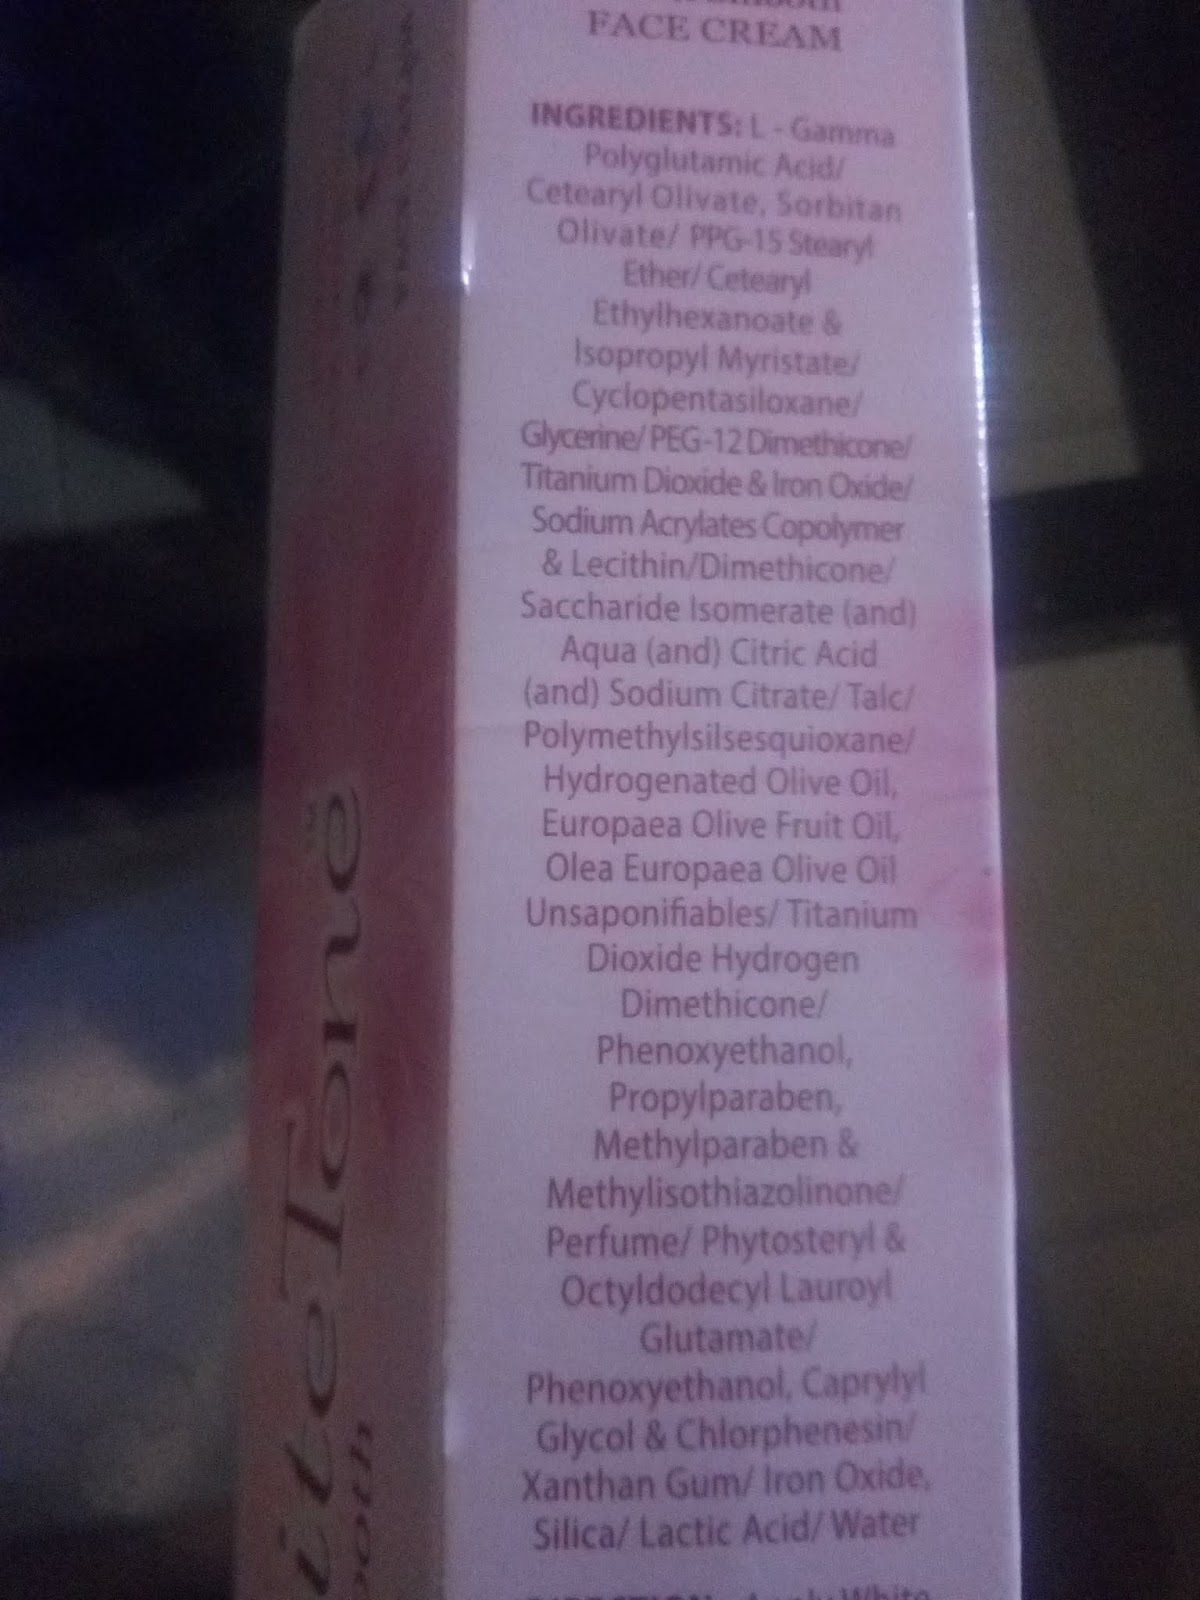 FACE CREAM
INGREDIENTS: L - Gamma
Polyglutamic Acid/
Cetearyl Olivate, Sorbitan
Olivate/ PPG-15 Stearyl
Ether/ Cetearyl
Ethylhexanoate &
Isopropyl Myristate/
Cyclopentasiloxane/
Glycerine/ PEG-12 Dimethicone/
Titanium Dioxide & Iron Oxide/
Sodium Acrylates Copolymer
& Lecithin/Dimethicone/
Saccharide Isomerate (and)
Aqua (and) Citric Acid
(and) Sodium Citrate/ Talc/
Polymethylsilsesquioxane/
Hydrogenated Olive Oil,
Europaea Olive Fruit Oil,
Olea Europaea Olive Oil
Unsaponifiables/ Titanium
Dioxide Hydrogen
Dimethicone/
Phenoxyethanol,
Propylparaben,
Methylparaben &
Methylisothiazolinone/
Perfume/ Phytosteryl &
Octyldodecyl Lauroyl
Glutamate/
Phenoxyethanol, Caprylyl
Glycol & Chlorphenesin/
Xanthan Gum/ Iron Oxide,
Silica/ Lactic Acid/ Water
ite Tone